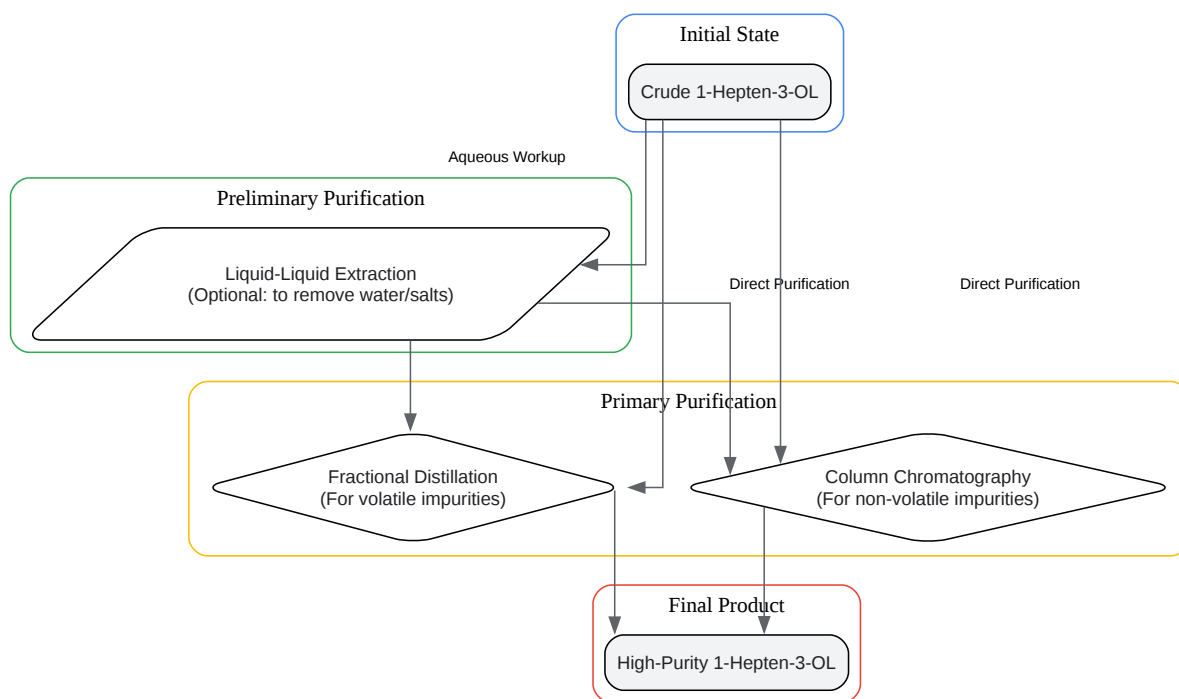 Initial State
Crude 1-Hepten-3-OL
Aqueous Workup
Preliminary Purification
Liquid-Liquid Extraction
(Optional: to remove water/salts)
Direct Purification
Direct Purification
Primary Purification
Fractional Distillation
(For volatile impurities)
Column Chromatography
(For non-volatile impurities)
Final Product
High-Purity 1-Hepten-3-OL